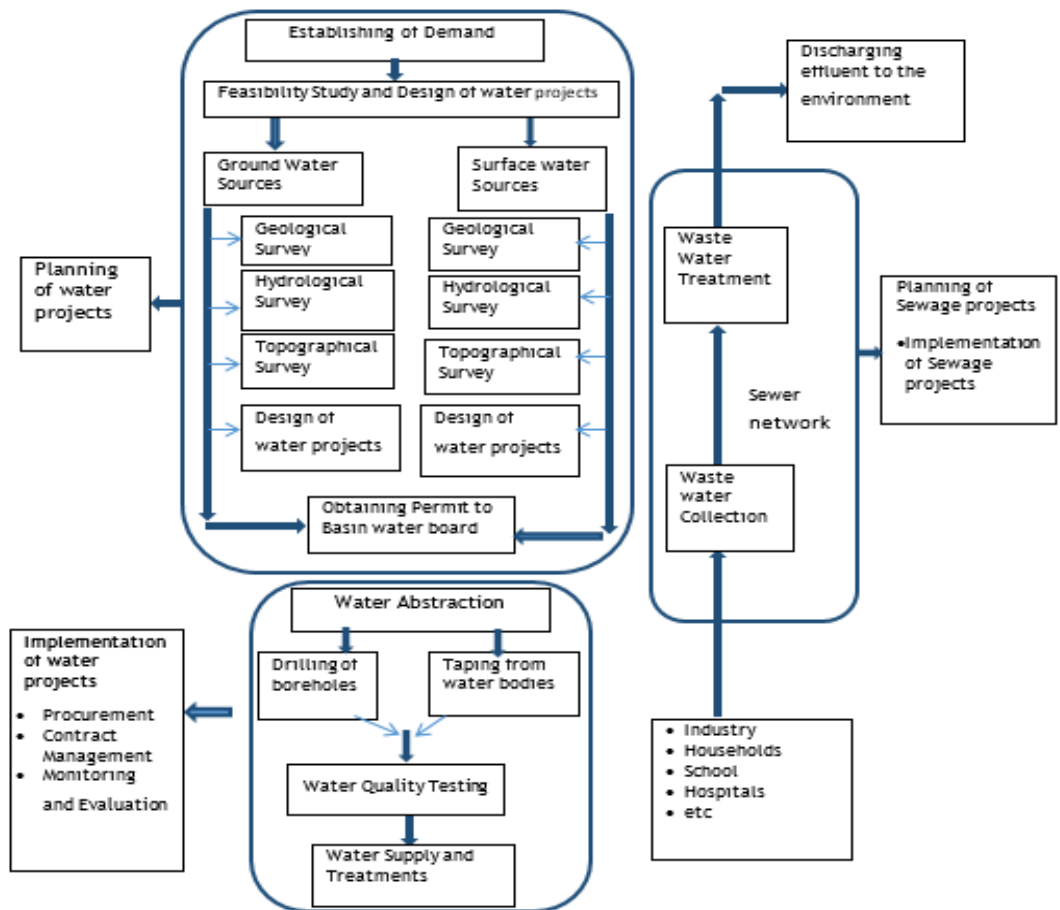 Establishing of Demand
Feasibility Study and Design of water projects
Ground Water
Sources
Surface water
Sources
Geological
Survey
Hydrological
Survey
Topographical
Survey
Design of
water projects
Geological
Survey
Hydrological
Survey
Topographical
Survey
Design of
water projects
Obtaining Permit to
Basin water board
Planning
of water
projects
Water Abstraction
Drilling of
boreholes
Taping from
water bodies
Water Quality Testing
Water Supply and
Treatments
Implementation
of water
projects
• Procurement
• Contract
Management
• Monitoring
and Evaluation
Discharging
effluent to the
environment
Waste
Water
Treatment
Sewer
network
Waste
water
Collection
Planning of
Sewage projects
•Implementation
of Sewage
projects
• Industry
• Households
• School
• Hospitals
• etc